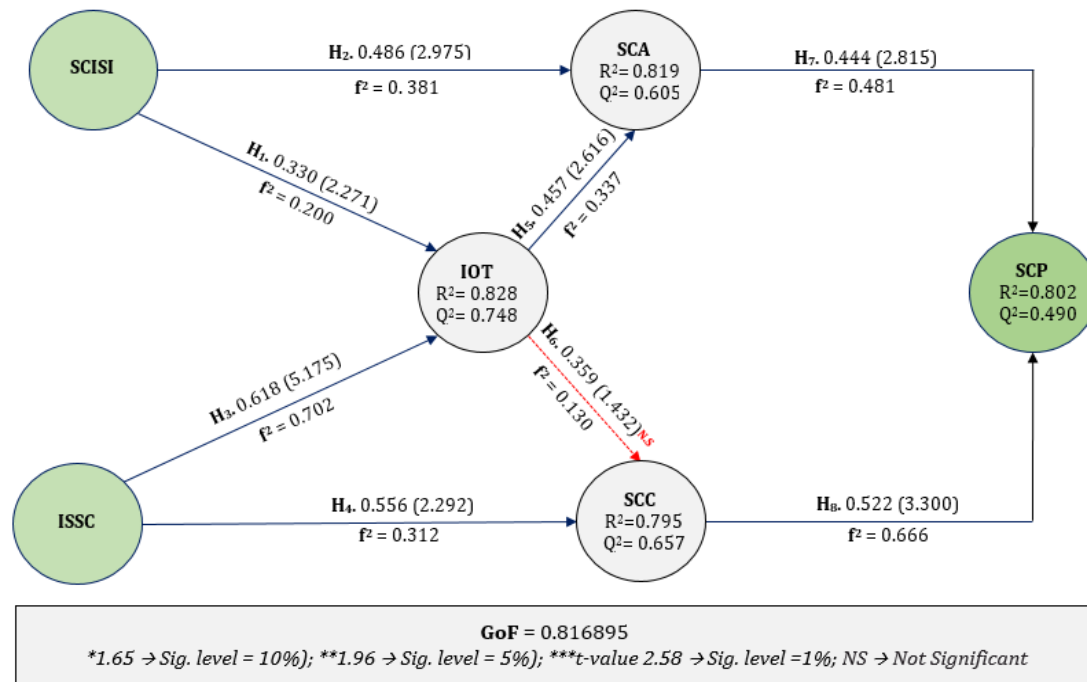 SCISI
H₂. 0.486 (2.975)
f² = 0. 381
SCA
R²= 0.819
Q²= 0.605
H₇. 0.444 (2.815)
f² = 0.481
H₁. 0.330 (2.271)
f² = 0.200
H₅. 0.457 (2.616)
f² = 0.337
IOT
R²= 0.828
Q²= 0.748
SCP
R²=0.802
Q²=0.490
H₃. 0.618 (5.175)
f² = 0.702
H₆. 0.359 (1.432)ᴺ·ˢ
f² = 0.130
ISSC
H₄. 0.556 (2.292)
f² = 0.312
SCC
R²=0.795
Q²= 0.657
H₈. 0.522 (3.300)
f² = 0.666
GoF = 0.816895
*1.65 → Sig. level = 10%); **1.96 → Sig. level = 5%); ***t-value 2.58 → Sig. level =1%; NS → Not Significant